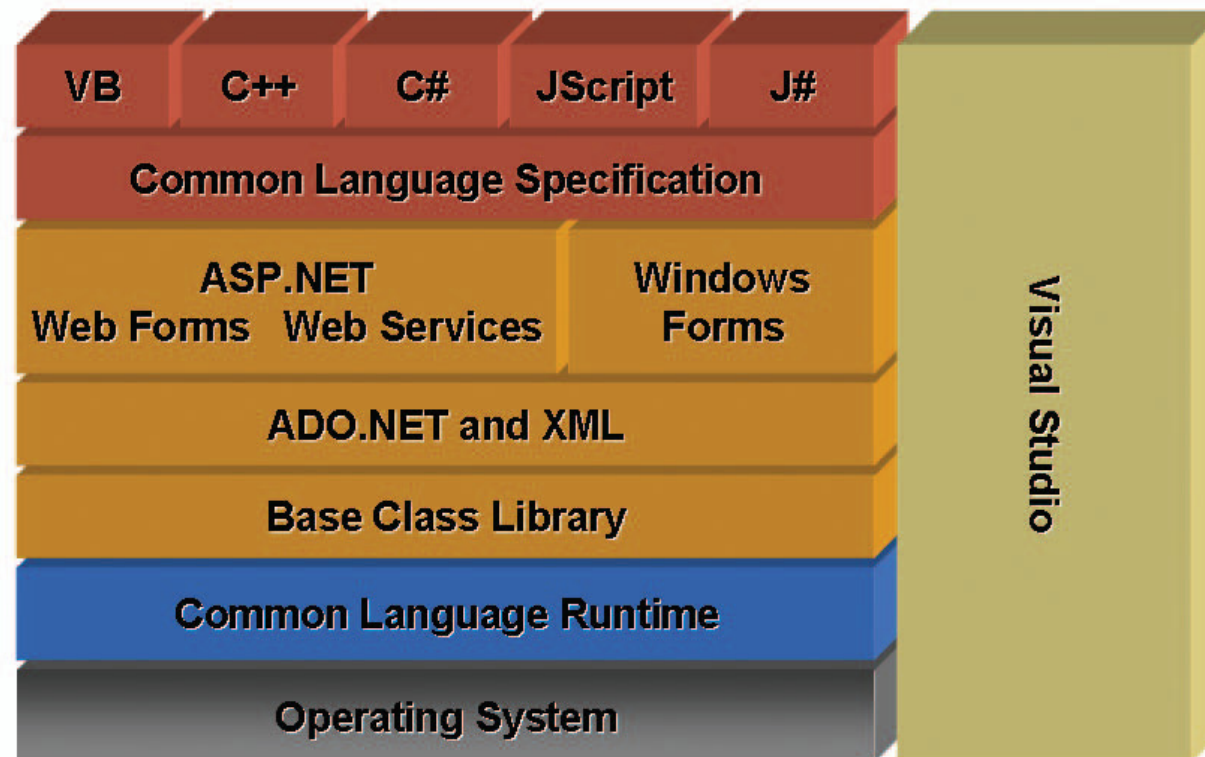 VB C++ C# JScript J#
Common Language Specification
ASP.NET
Web Forms Web Services
Windows
Forms
ADO.NET and XML
Base Class Library
Common Language Runtime
Operating System
Visual Studio